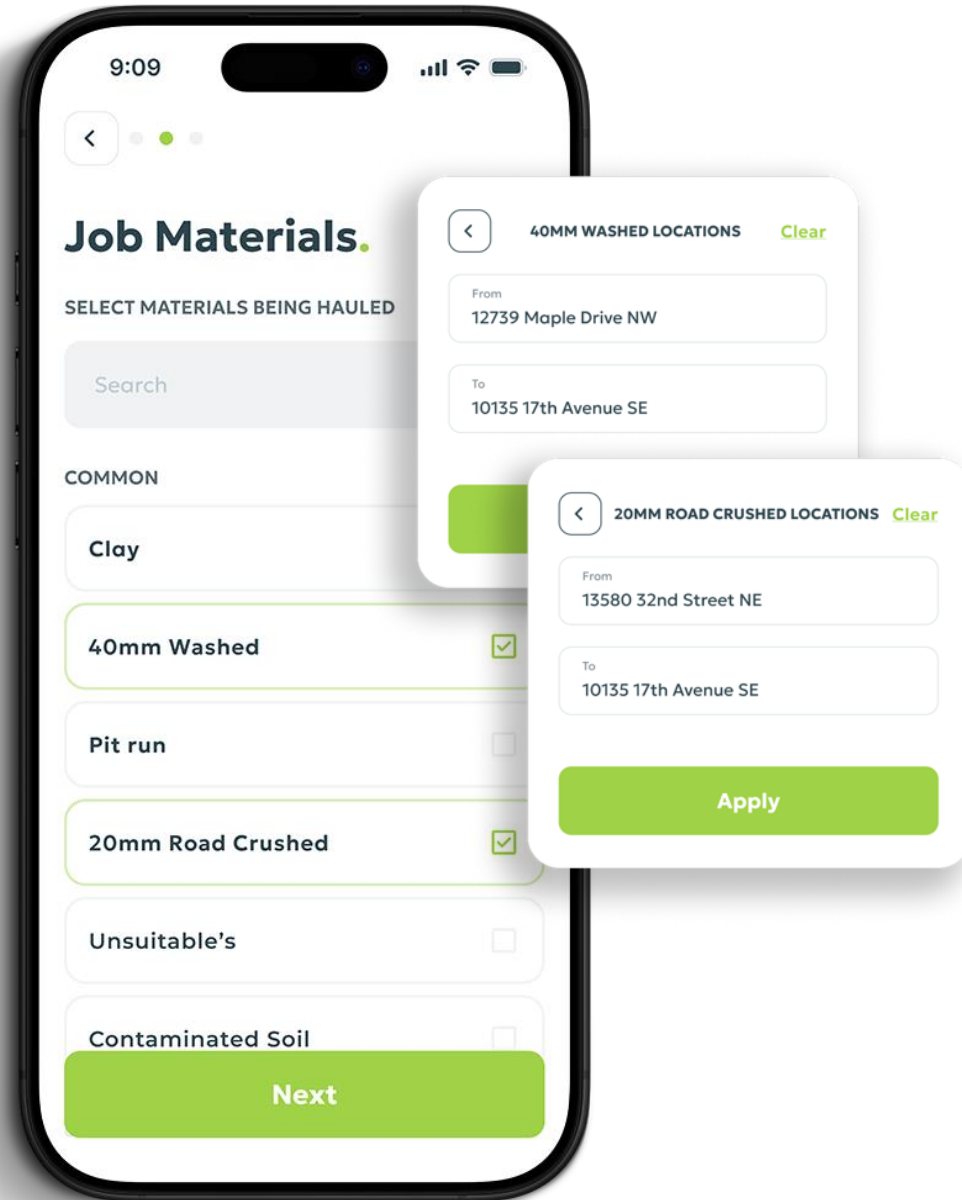 9:09
Job Materials.
SELECT MATERIALS BEING HAULED
Search
COMMON
Clay
40mm Washed
Pit run
20mm Road Crushed
Unsuitable’s
Contaminated Soil
Next
40MM WASHED LOCATIONS Clear
From
12739 Maple Drive NW
To
10135 17th Avenue SE
20MM ROAD CRUSHED LOCATIONS Clear
From
13580 32nd Street NE
To
10135 17th Avenue SE
Apply